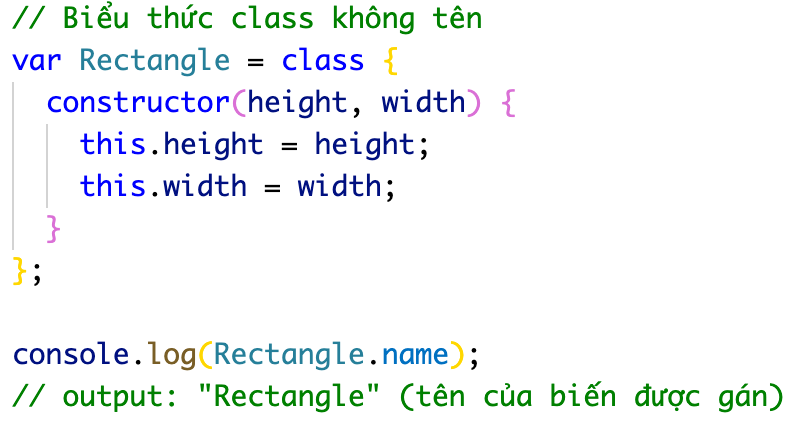 // Biểu thức class không tên
var Rectangle = class {
  constructor(height, width) {
    this.height = height;
    this.width = width;
  }
};

console.log(Rectangle.name);
// output: "Rectangle" (tên của biến được gán)